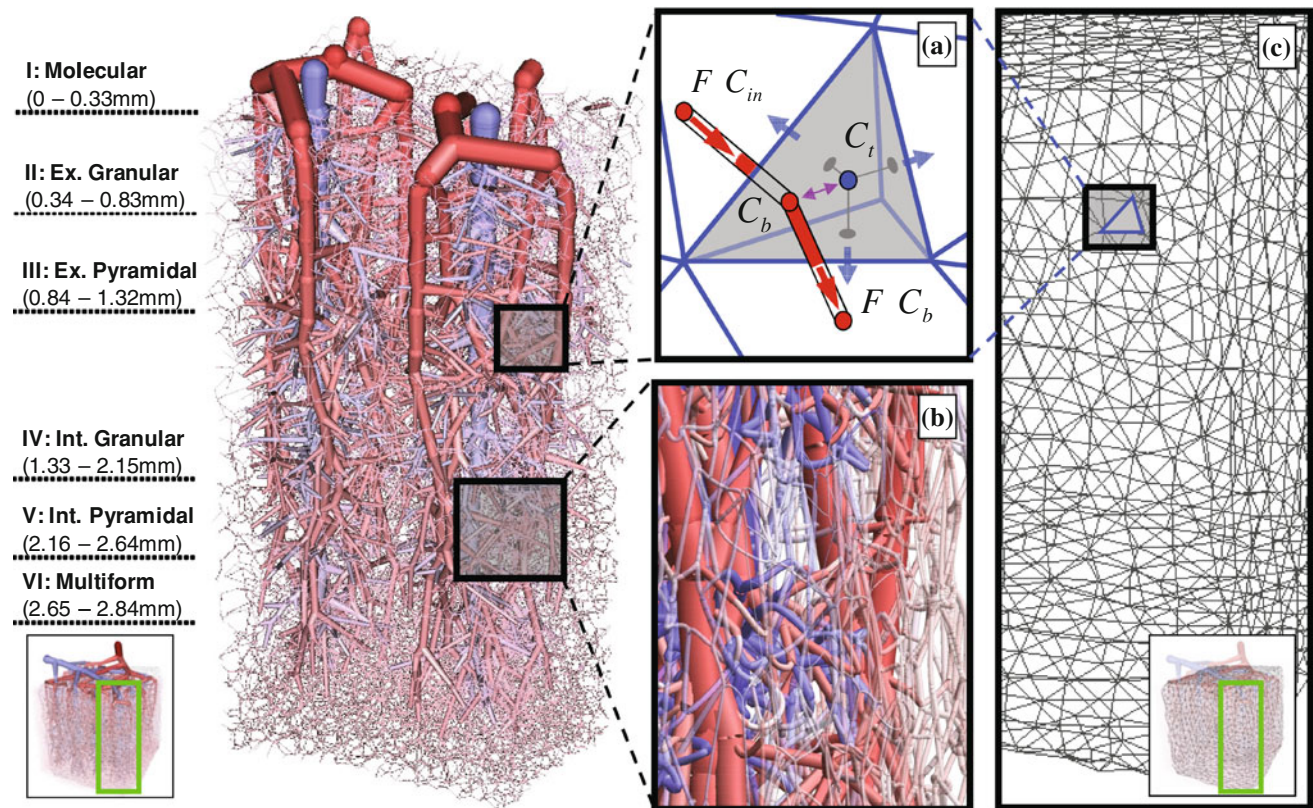 I: Molecular
(0 – 0.33mm)
II: Ex. Granular
(0.34 – 0.83mm)
III: Ex. Pyramidal
(0.84 – 1.32mm)
IV: Int. Granular
(1.33 – 2.15mm)
V: Int. Pyramidal
(2.16 – 2.64mm)
VI: Multiform
(2.65 – 2.84mm)
(a)
F C_in
C_t
C_b
F C_b
(b)
(c)